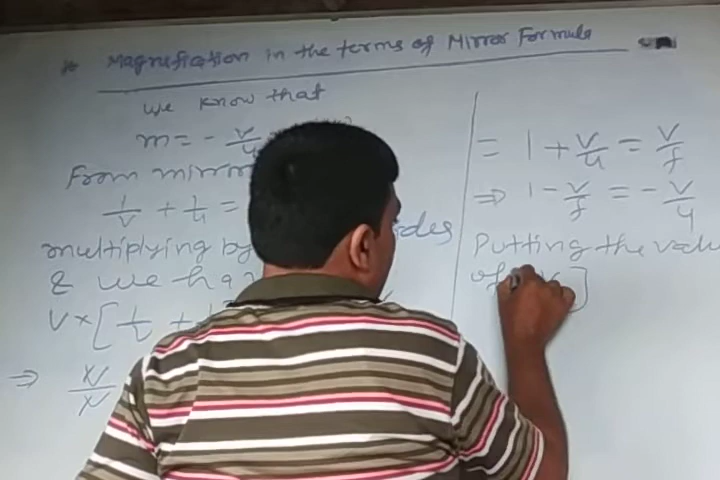 Magnification in the terms of Mirror Formula
we know that
m = - v/u
From mirror
1/v + 1/u =
multiplying by sides
& we ha
v × [ 1/v +
⇒ v/v
= 1 + v/u = v/f
⇒ 1 - v/f = - v/u
Putting the valu
of